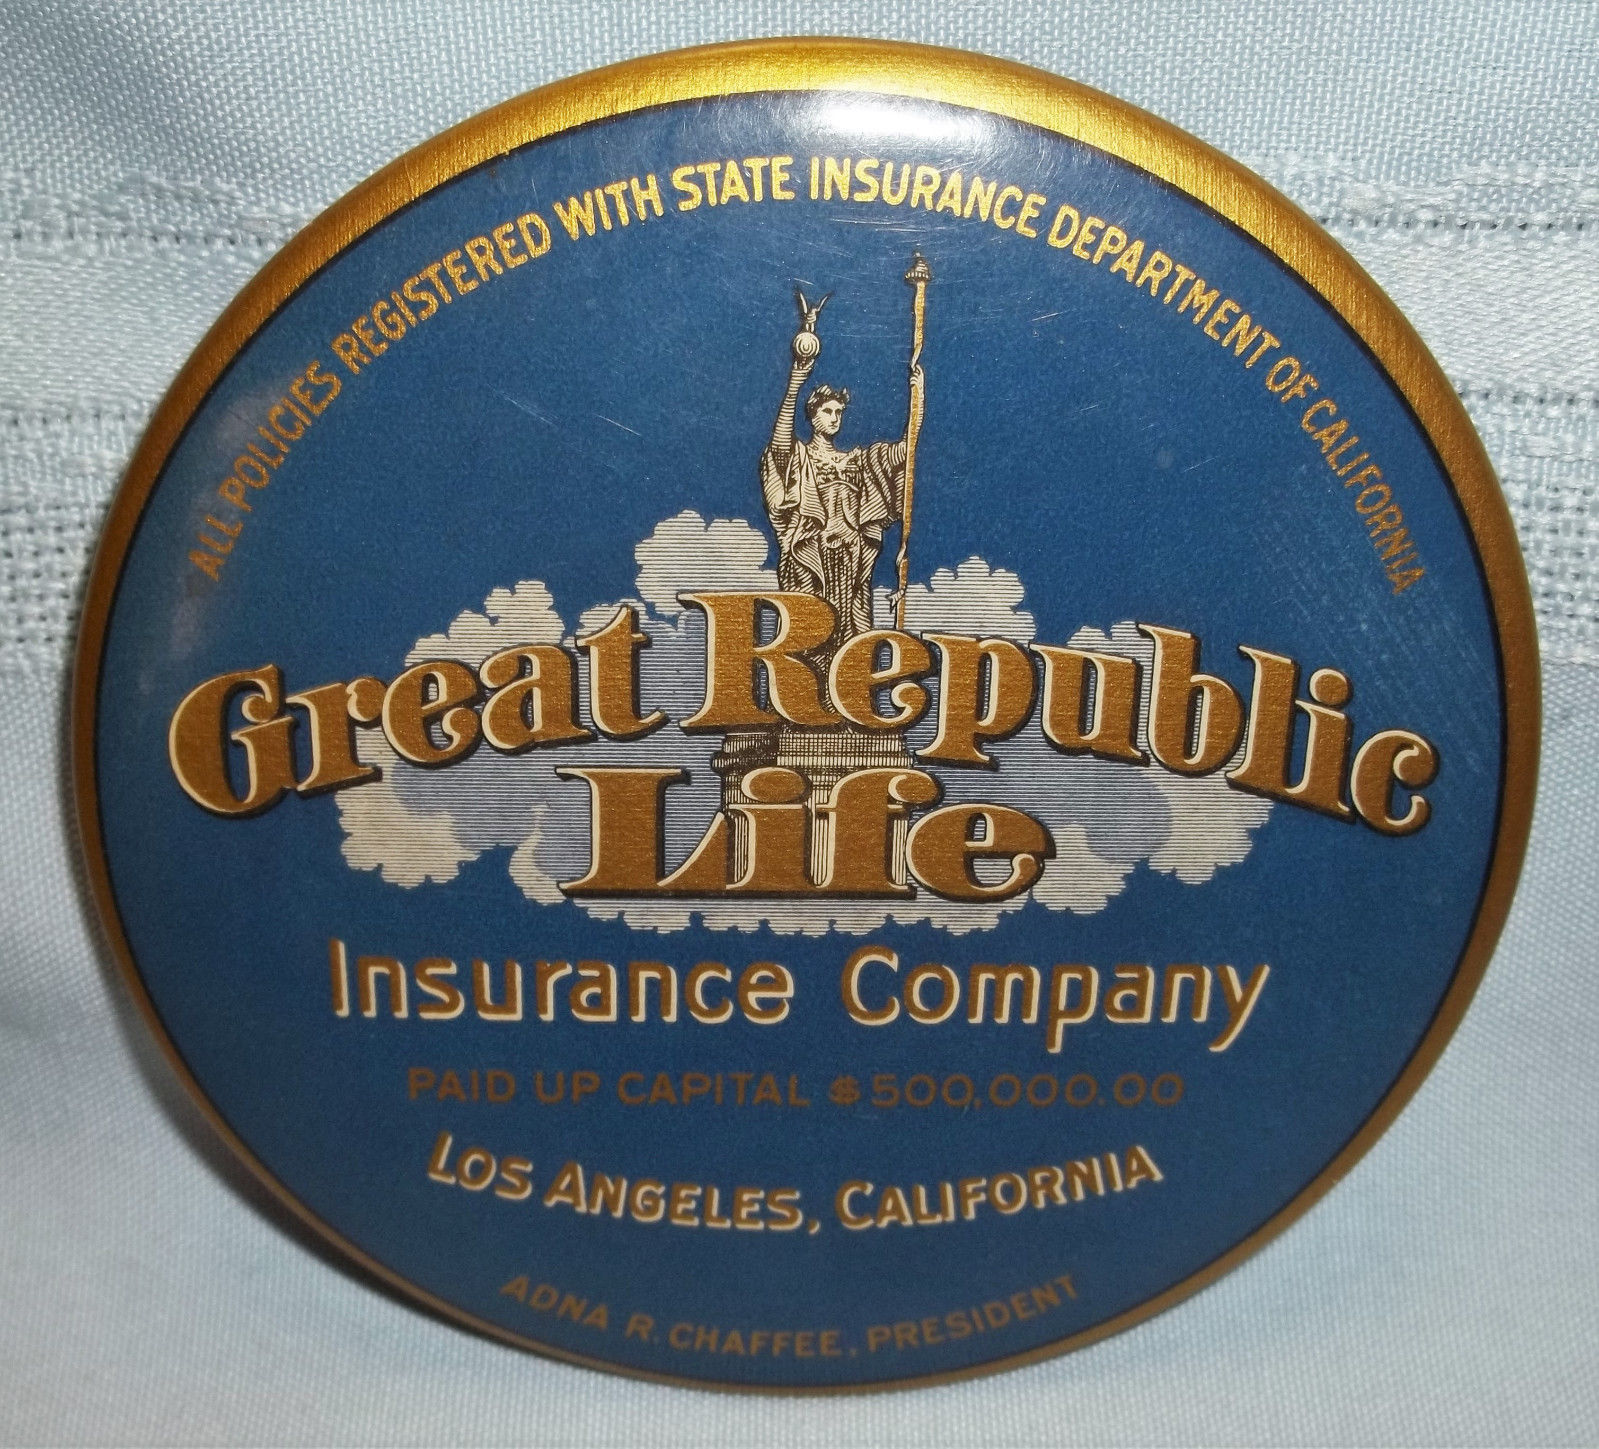 ALL POLICIES REGISTERED WITH STATE INSURANCE DEPARTMENT OF CALIFORNIA
Great Republic
Life
Insurance Company
PAID UP CAPITAL $500,000.00
LOS ANGELES, CALIFORNIA
ADNA R. CHAFFEE, PRESIDENT